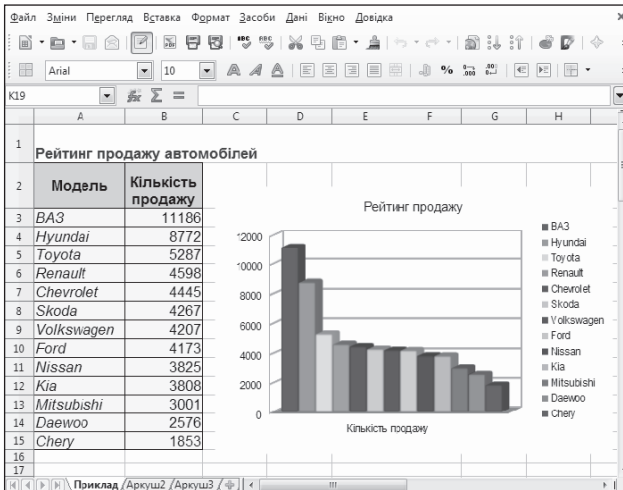 Файл Зміни Перегляд Вставка Формат Засоби Дані Вікно Довідка
Arial 10 %
K19 Σ =
A B C D E F G H
1 Рейтинг продажу автомобілей
2 Модель Кількість продажу
3 ВАЗ 11186
4 Hyundai 8772
5 Toyota 5287
6 Renault 4598
7 Chevrolet 4445
8 Skoda 4267
9 Volkswagen 4207
10 Ford 4173
11 Nissan 3825
12 Kia 3808
13 Mitsubishi 3001
14 Daewoo 2576
15 Chery 1853
16
17
Рейтинг продажу
12000
10000
8000
6000
4000
2000
0
Кількість продажу
ВАЗ
Hyundai
Toyota
Renault
Chevrolet
Skoda
Volkswagen
Ford
Nissan
Kia
Mitsubishi
Daewoo
Chery
Приклад Аркуш2 Аркуш3